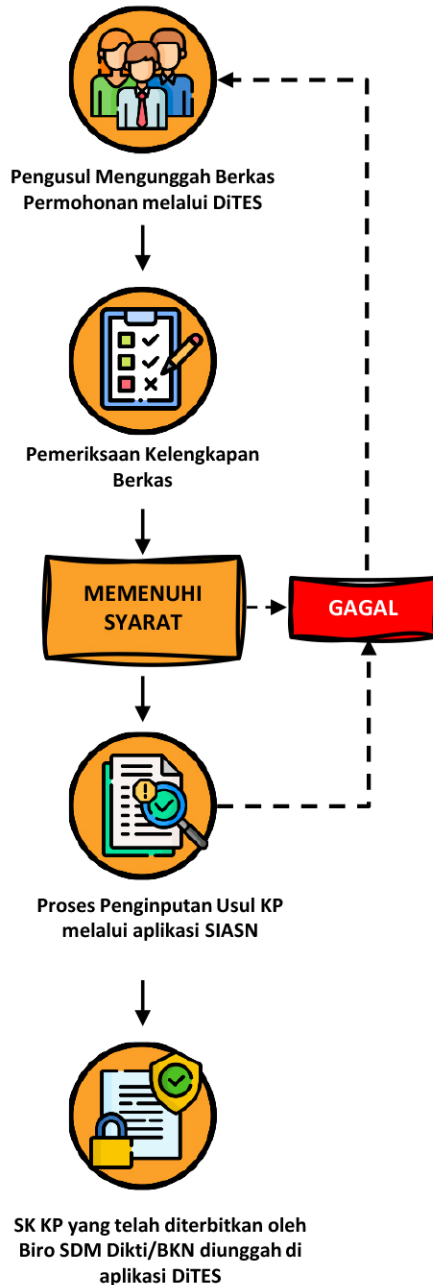 Pengusul Mengunggah Berkas
Permohonan melalui DiTES
Pemeriksaan Kelengkapan
Berkas
MEMENUHI
SYARAT
GAGAL
Proses Penginputan Usul KP
melalui aplikasi SIASN
SK KP yang telah diterbitkan oleh
Biro SDM Dikti/BKN diunggah di
aplikasi DiTES